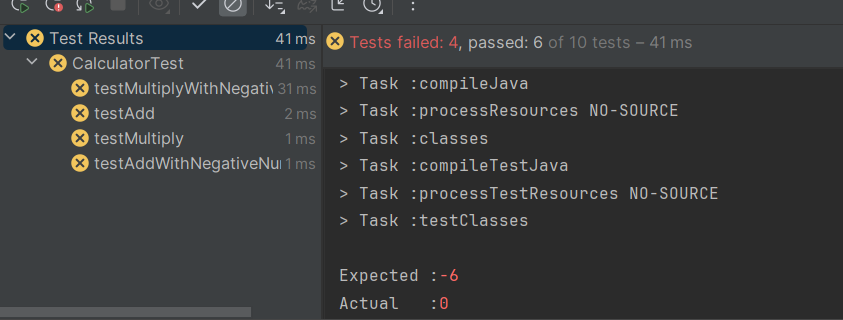 Test Results 41 ms
CalculatorTest 41 ms
testMultiplyWithNegativ 31 ms
testAdd 2 ms
testMultiply 1 ms
testAddWithNegativeNu 1 ms
Tests failed: 4, passed: 6 of 10 tests – 41 ms
> Task :compileJava
> Task :processResources NO-SOURCE
> Task :classes
> Task :compileTestJava
> Task :processTestResources NO-SOURCE
> Task :testClasses
Expected :-6
Actual :0